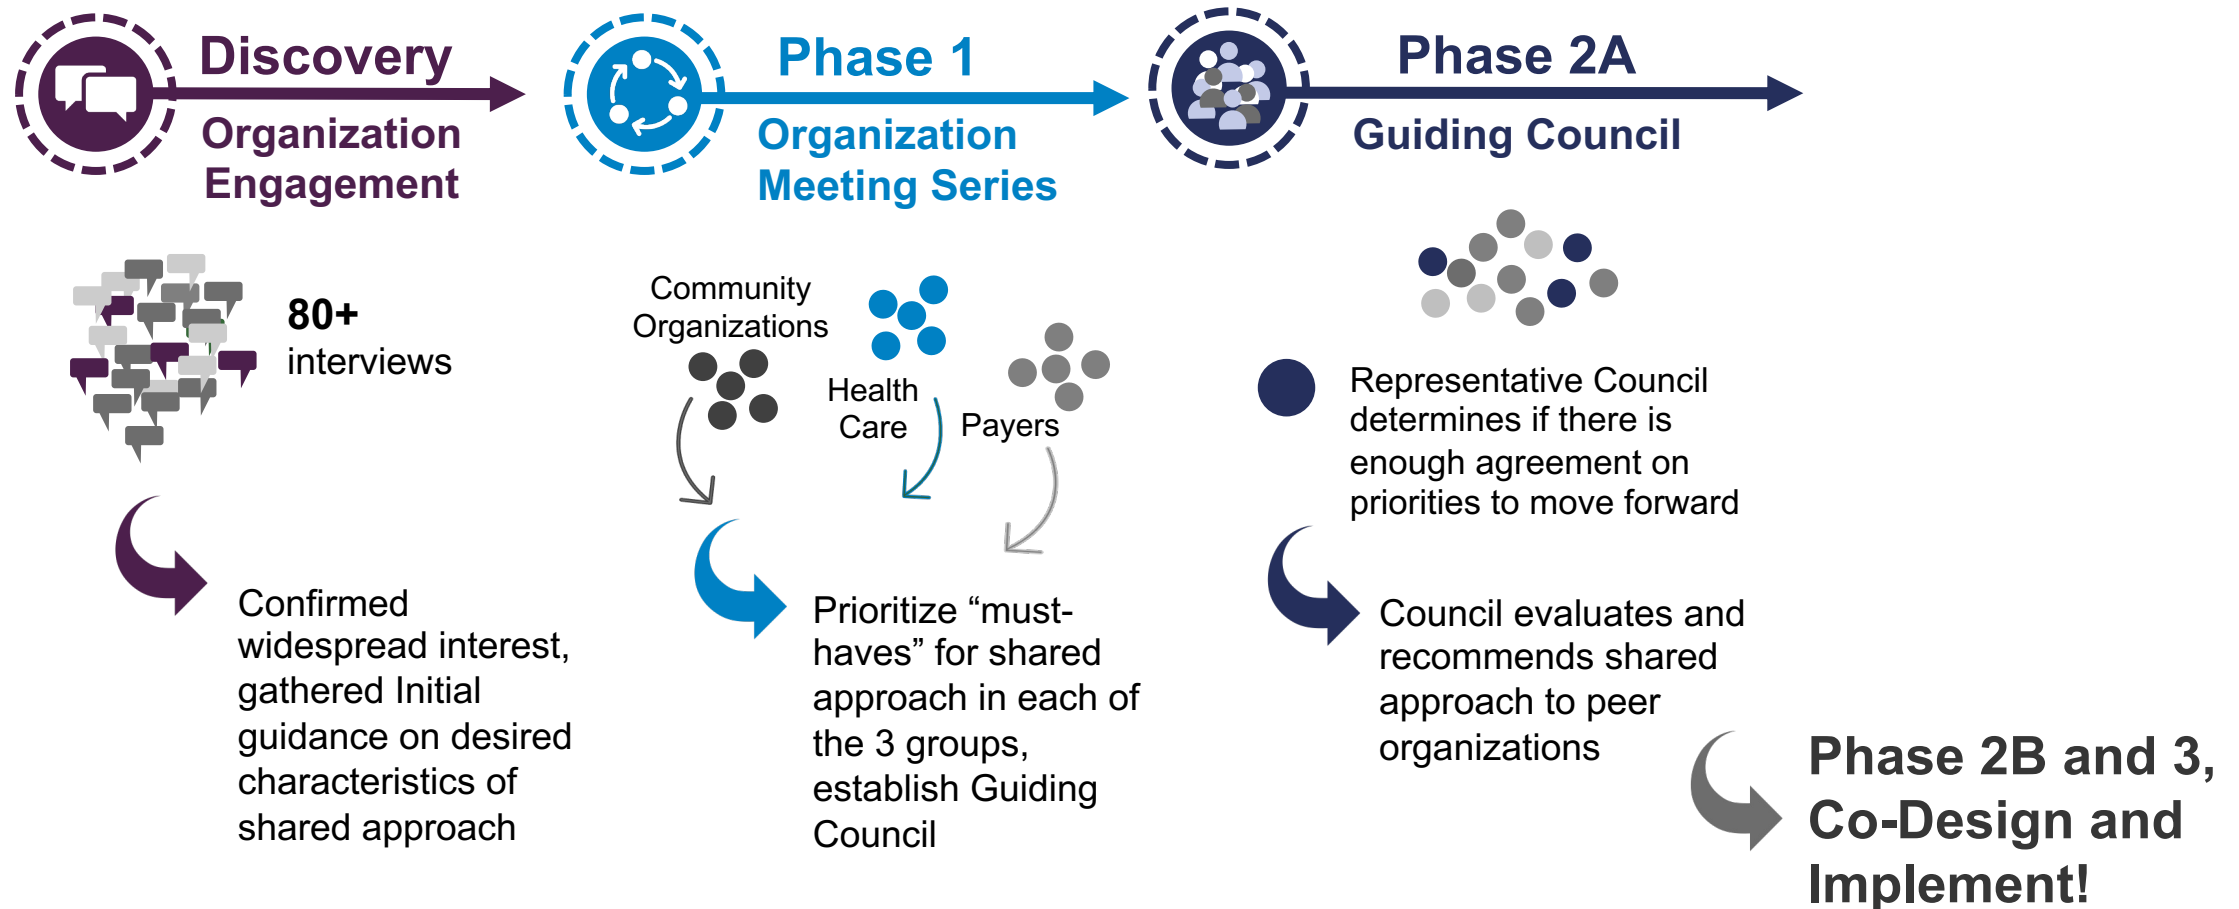 Discovery
Organization
Engagement
80+
interviews
Confirmed
widespread interest,
gathered Initial
guidance on desired
characteristics of
shared approach
Phase 1
Organization
Meeting Series
Community
Organizations
Health
Care
Payers
Prioritize “must-
haves” for shared
approach in each of
the 3 groups,
establish Guiding
Council
Phase 2A
Guiding Council
Representative Council
determines if there is
enough agreement on
priorities to move forward
Council evaluates and
recommends shared
approach to peer
organizations
Phase 2B and 3,
Co-Design and
Implement!